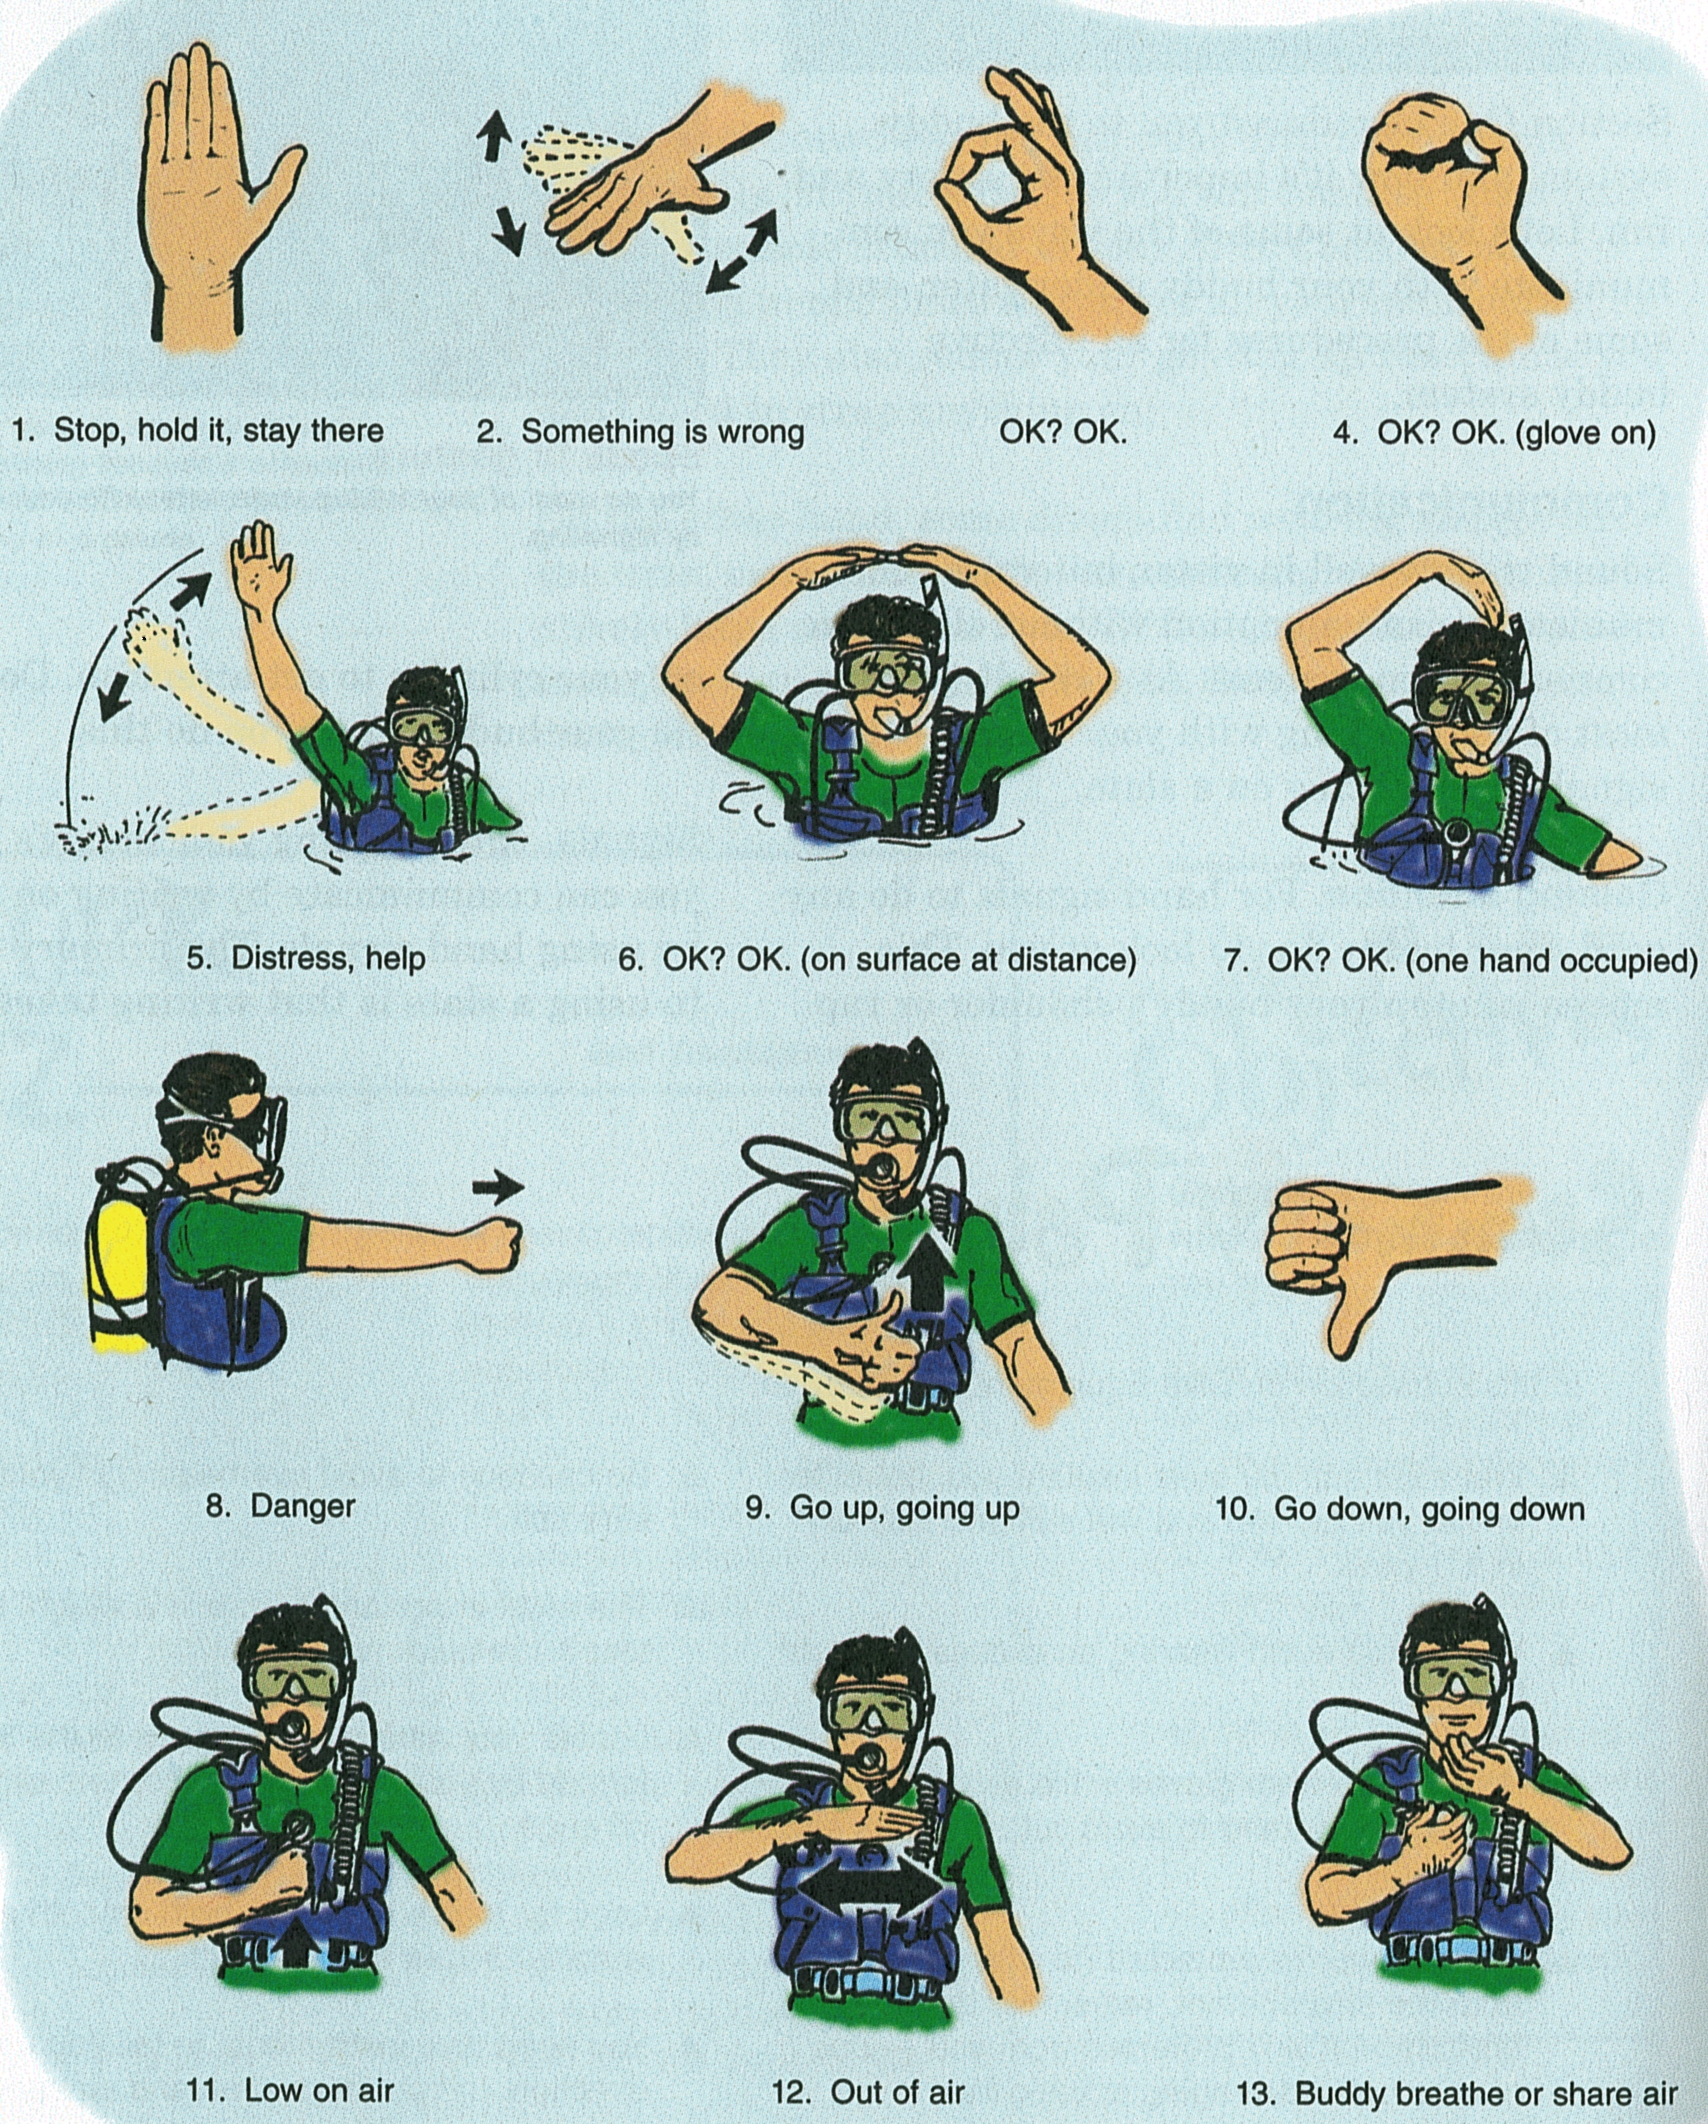 1. Stop, hold it, stay there
2. Something is wrong
OK? OK.
4. OK? OK. (glove on)
5. Distress, help
6. OK? OK. (on surface at distance)
7. OK? OK. (one hand occupied)
8. Danger
9. Go up, going up
10. Go down, going down
11. Low on air
12. Out of air
13. Buddy breathe or share air